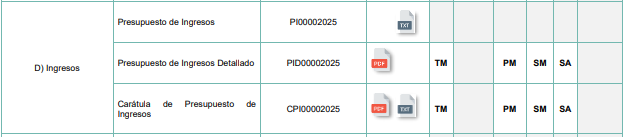 Presupuesto de Ingresos PI00002025 TXT
D) Ingresos
Presupuesto de Ingresos Detallado PID00002025 PDF TM PM SM SA
Carátula de Presupuesto de
Ingresos
CPI00002025 PDF TXT TM PM SM SA